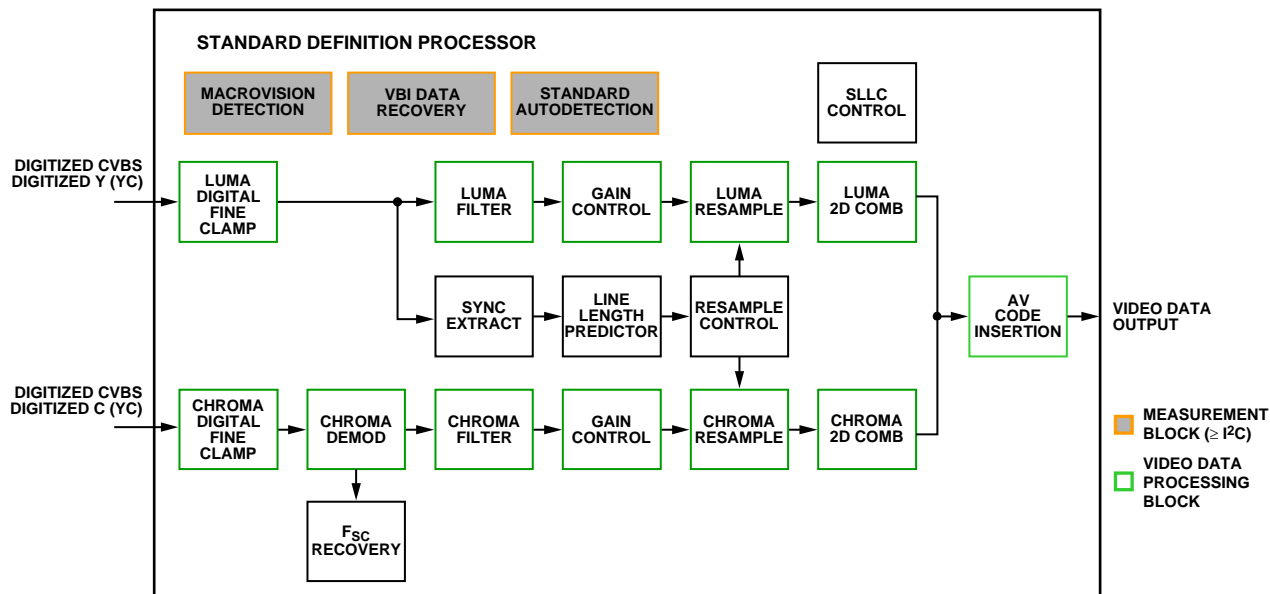 STANDARD DEFINITION PROCESSOR
MACROVISION
DETECTION
VBI DATA
RECOVERY
STANDARD
AUTODETECTION
SLLC
CONTROL
DIGITIZED CVBS
DIGITIZED Y (YC)
LUMA
DIGITAL
FINE
CLAMP
LUMA
FILTER
GAIN
CONTROL
LUMA
RESAMPLE
LUMA
2D COMB
SYNC
EXTRACT
LINE
LENGTH
PREDICTOR
RESAMPLE
CONTROL
AV
CODE
INSERTION
VIDEO DATA
OUTPUT
DIGITIZED CVBS
DIGITIZED C (YC)
CHROMA
DIGITAL
FINE
CLAMP
CHROMA
DEMOD
CHROMA
FILTER
GAIN
CONTROL
CHROMA
RESAMPLE
CHROMA
2D COMB
FSC
RECOVERY
MEASUREMENT
BLOCK (≥ I²C)
VIDEO DATA
PROCESSING
BLOCK